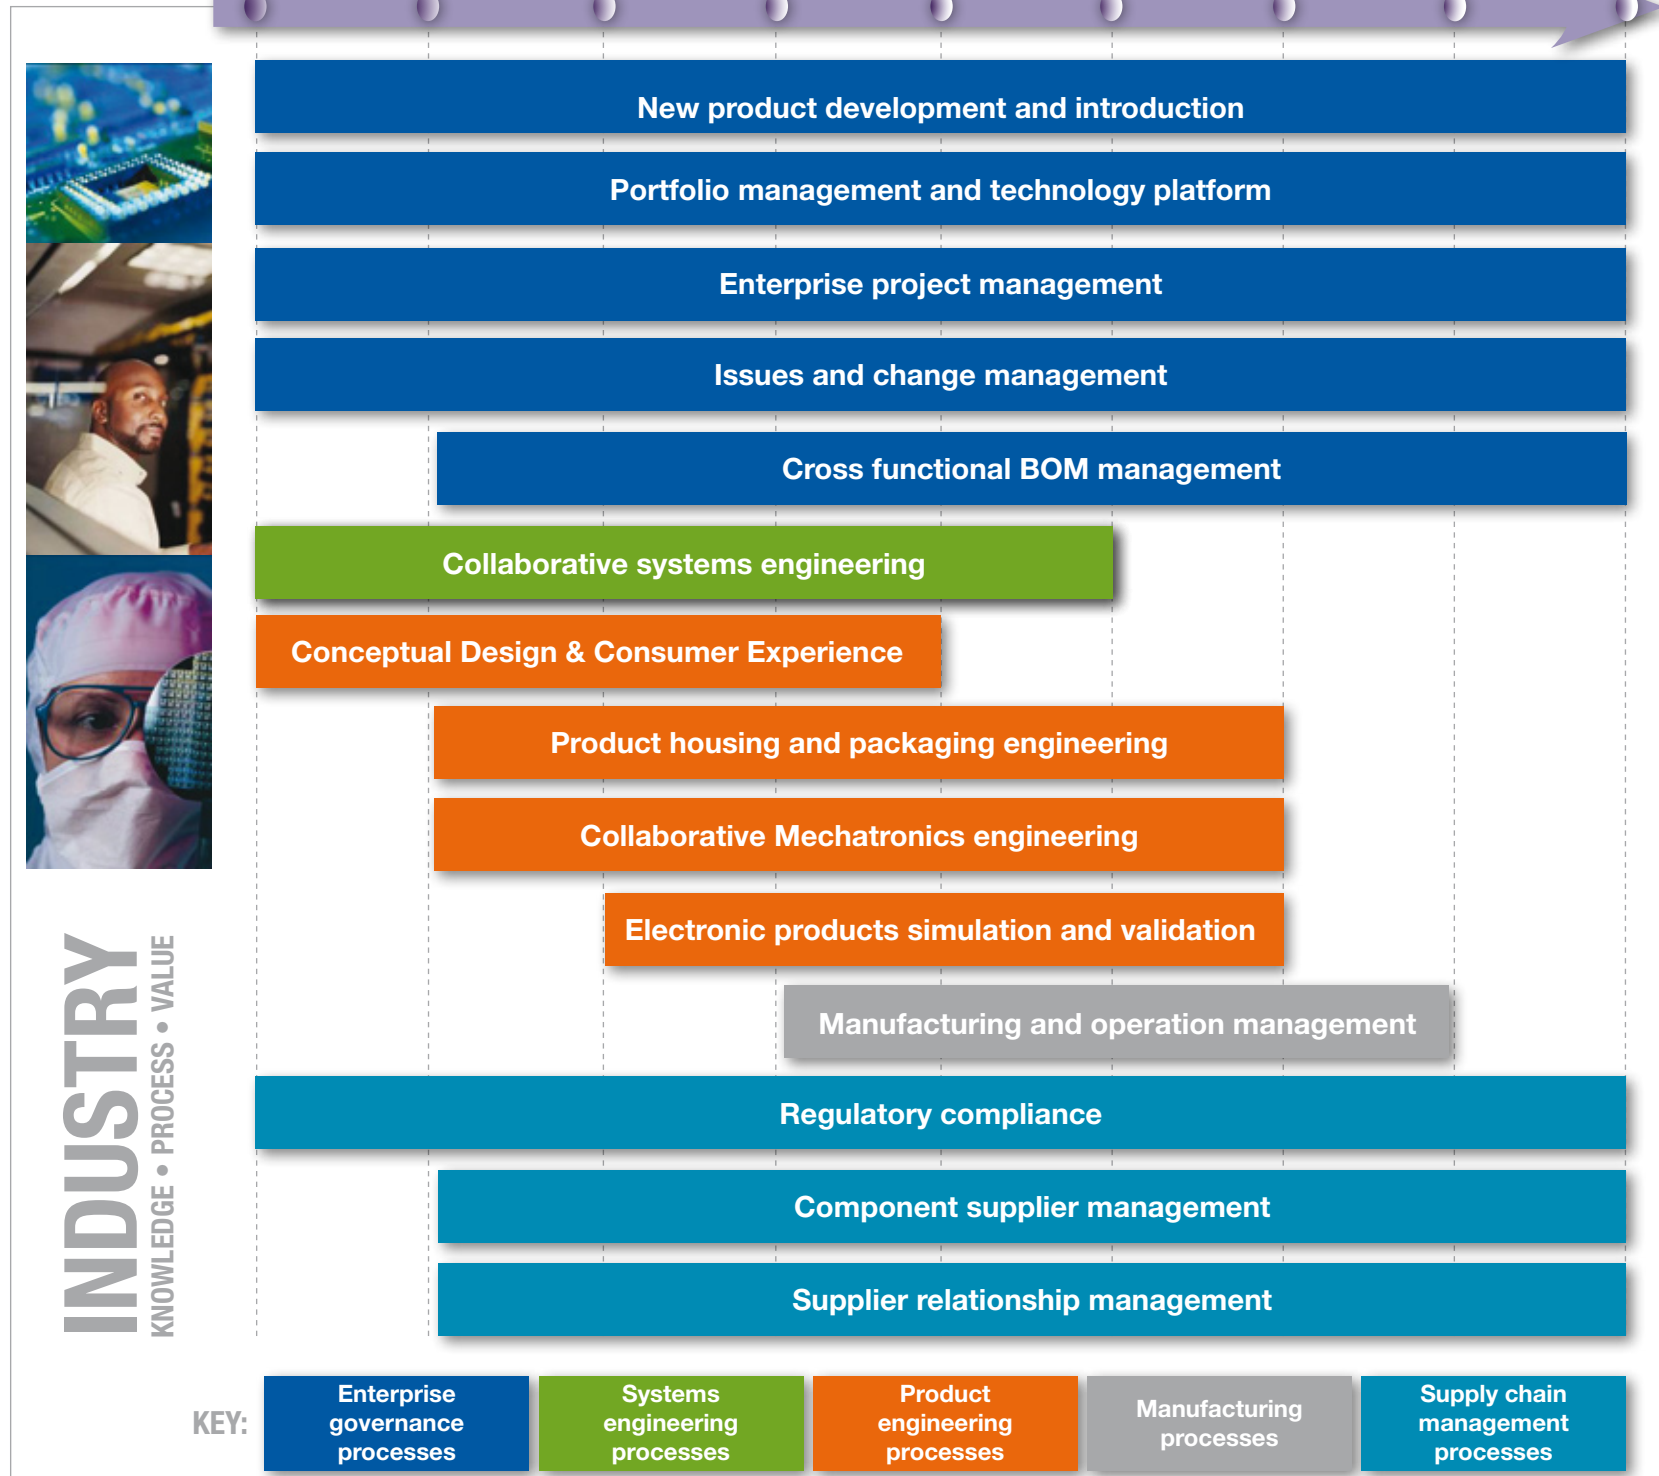 New product development and introduction
Portfolio management and technology platform
Enterprise project management
Issues and change management
Cross functional BOM management
Collaborative systems engineering
Conceptual Design & Consumer Experience
Product housing and packaging engineering
Collaborative Mechatronics engineering
Electronic products simulation and validation
Manufacturing and operation management
Regulatory compliance
Component supplier management
Supplier relationship management
INDUSTRY
KNOWLEDGE • PROCESS • VALUE
KEY:
Enterprise
governance
processes
Systems
engineering
processes
Product
engineering
processes
Manufacturing
processes
Supply chain
management
processes